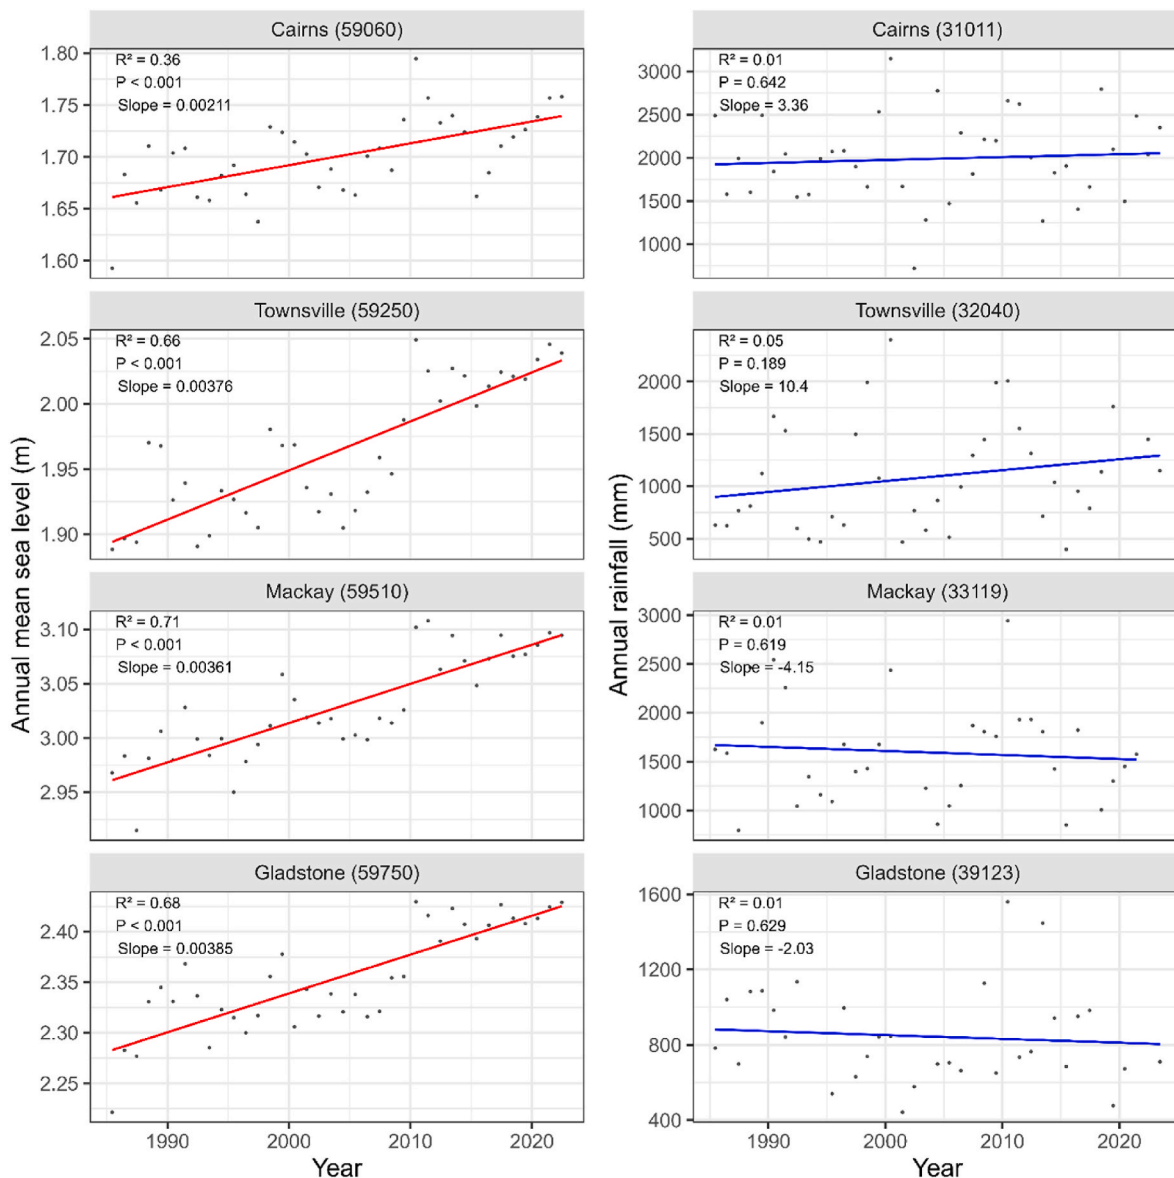 Cairns (59060)
R² = 0.36
P < 0.001
Slope = 0.00211
1.80
1.75
1.70
1.65
1.60
Townsville (59250)
R² = 0.66
P < 0.001
Slope = 0.00376
2.05
2.00
1.95
1.90
Mackay (59510)
R² = 0.71
P < 0.001
Slope = 0.00361
3.10
3.05
3.00
2.95
Gladstone (59750)
R² = 0.68
P < 0.001
Slope = 0.00385
2.40
2.35
2.30
2.25
1990
2000
2010
2020
Year
Annual mean sea level (m)
Cairns (31011)
R² = 0.01
P = 0.642
Slope = 3.36
3000
2500
2000
1500
1000
Townsville (32040)
R² = 0.05
P = 0.189
Slope = 10.4
2000
1500
1000
500
Mackay (33119)
R² = 0.01
P = 0.619
Slope = -4.15
3000
2500
2000
1500
1000
Gladstone (39123)
R² = 0.01
P = 0.629
Slope = -2.03
1600
1200
800
400
1990
2000
2010
2020
Year
Annual rainfall (mm)